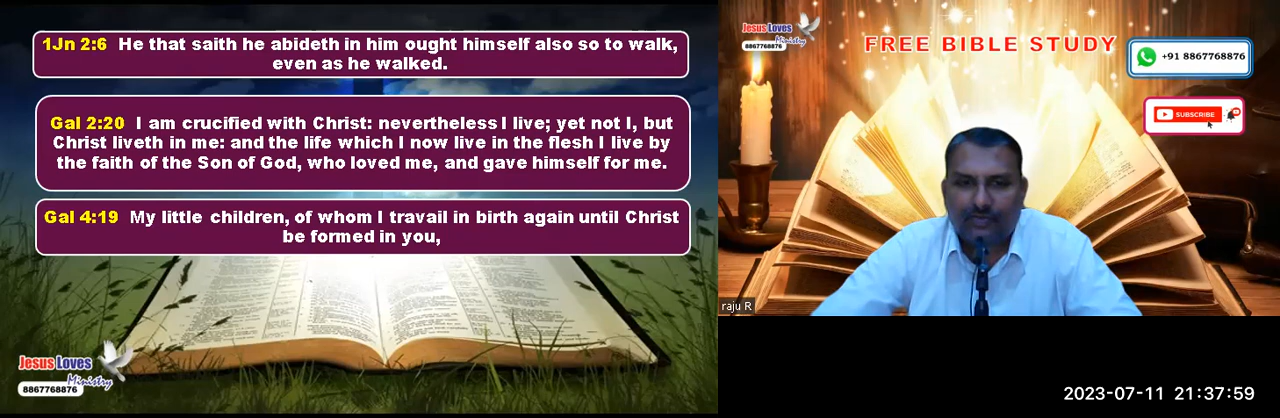 1Jn 2:6 He that saith he abideth in him ought himself also so to walk,
even as he walked.
Gal 2:20 I am crucified with Christ: nevertheless I live; yet not I, but
Christ liveth in me: and the life which I now live in the flesh I live by
the faith of the Son of God, who loved me, and gave himself for me.
Gal 4:19 My little children, of whom I travail in birth again until Christ
be formed in you,
Jesus Loves
Ministry
8867768876
Jesus Loves
Ministry
8867768876
FREE BIBLE STUDY
+91 8867768876
SUBSCRIBE
raju R
2023-07-11 21:37:59